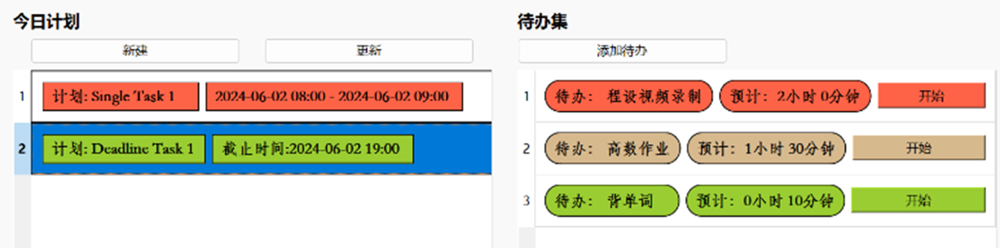 今日计划
新建 更新
1 计划: Single Task 1 2024-06-02 08:00 - 2024-06-02 09:00
2 计划: Deadline Task 1 截止时间:2024-06-02 19:00
待办集
添加待办
1 待办： 程设视频录制 预计：2小时 0分钟 开始
2 待办： 高数作业 预计：1小时 30分钟 开始
3 待办： 背单词 预计：0小时 10分钟 开始